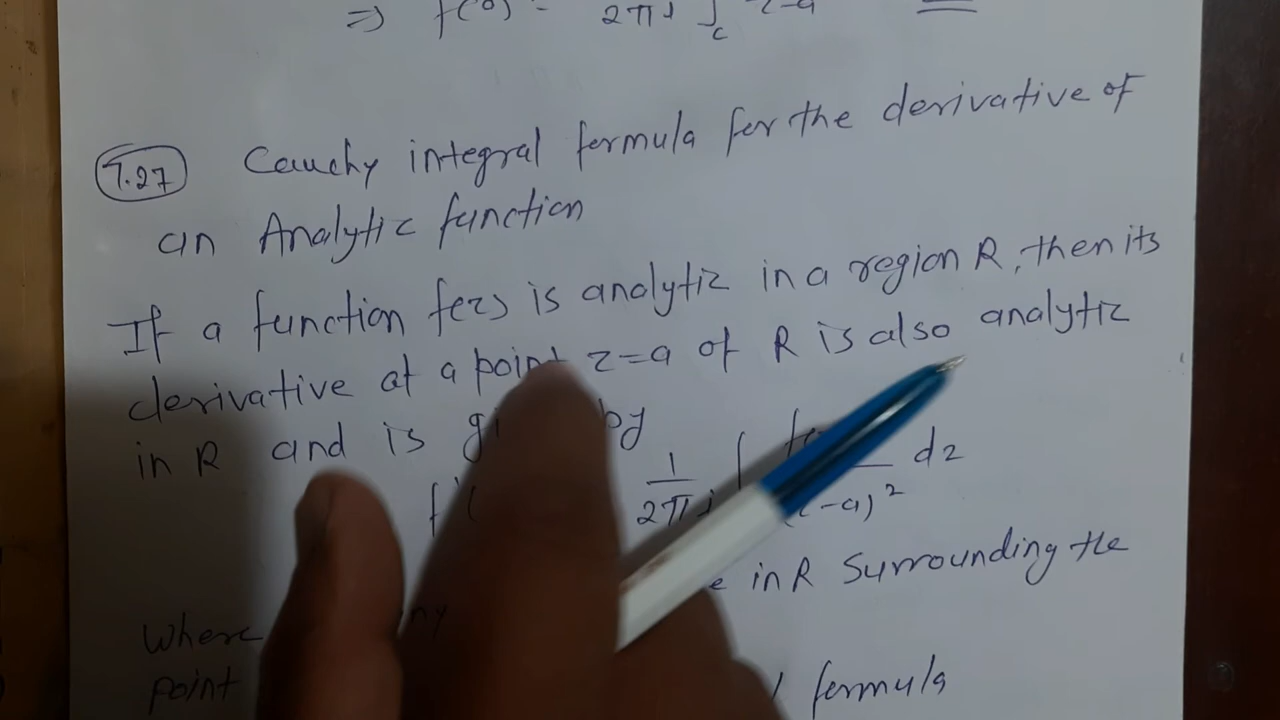 ⇒ f(a) = 2πi ∫c z-a
7.27 Cauchy integral formula for the derivative of
an Analytic function
If a function f(z) is analytic in a region R, then its
derivative at a point z=a of R is also analytic
in R and is by
f'( 1/2πi ∫ dz/( -a)²
Where in R Surrounding the
point formula